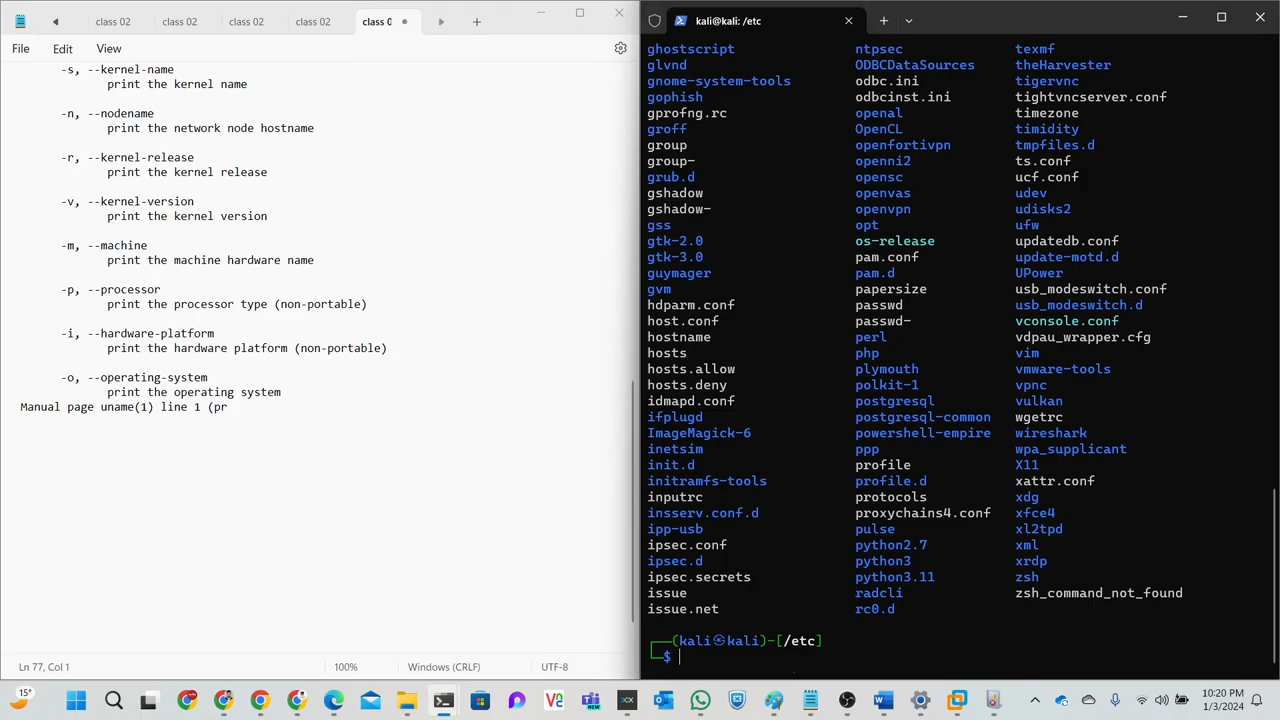 class 02 class 02 class 02 class 02 class 0
File Edit View
-s, --kernel-name
print the kernel name
-n, --nodename
print the network node hostname
-r, --kernel-release
print the kernel release
-v, --kernel-version
print the kernel version
-m, --machine
print the machine hardware name
-p, --processor
print the processor type (non-portable)
-i, --hardware-platform
print the hardware platform (non-portable)
-o, --operating-system
print the operating system
Manual page uname(1) line 1 (pr
Ln 77, Col 1 100% Windows (CRLF) UTF-8
kali@kali: /etc
ghostscript ntpsec texmf
glvnd ODBCDataSources theHarvester
gnome-system-tools odbc.ini tigervnc
gophish odbcinst.ini tightvncserver.conf
gprofng.rc openal timezone
groff OpenCL timidity
group openfortivpn tmpfiles.d
group- openni2 ts.conf
grub.d opensc ucf.conf
gshadow openvas udev
gshadow- openvpn udisks2
gss opt ufw
gtk-2.0 os-release updatedb.conf
gtk-3.0 pam.conf update-motd.d
guymager pam.d UPower
gvm papersize usb_modeswitch.conf
hdparm.conf passwd usb_modeswitch.d
host.conf passwd- vconsole.conf
hostname perl vdpau_wrapper.cfg
hosts php vim
hosts.allow plymouth vmware-tools
hosts.deny polkit-1 vpnc
idmapd.conf postgresql vulkan
ifplugd postgresql-common wgetrc
ImageMagick-6 powershell-empire wireshark
inetsim ppp wpa_supplicant
init.d profile X11
initramfs-tools profile.d xattr.conf
inputrc protocols xdg
insserv.conf.d proxychains4.conf xfce4
ipp-usb pulse xl2tpd
ipsec.conf python2.7 xml
ipsec.d python3 xrdp
ipsec.secrets python3.11 zsh
issue radcli zsh_command_not_found
issue.net rc0.d
(kali㉿kali)-[/etc]
$
15°
10:20 PM
1/3/2024